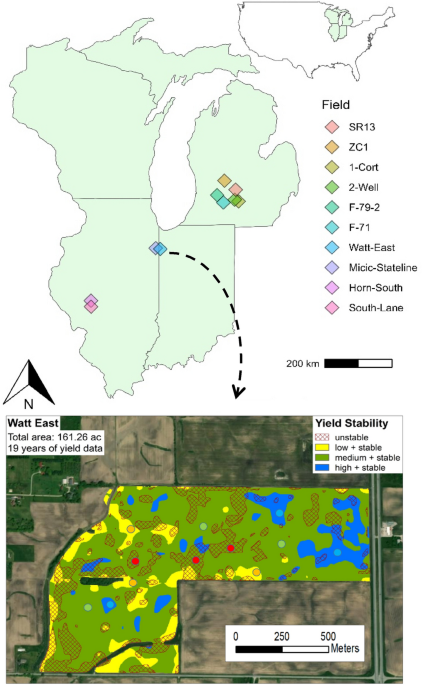 Field
SR13
ZC1
1-Cort
2-Well
F-79-2
F-71
Watt-East
Micic-Stateline
Horn-South
South-Lane
200 km
N
Watt East
Total area: 161.26 ac
19 years of yield data
Yield Stability
unstable
low + stable
medium + stable
high + stable
0 250 500
Meters